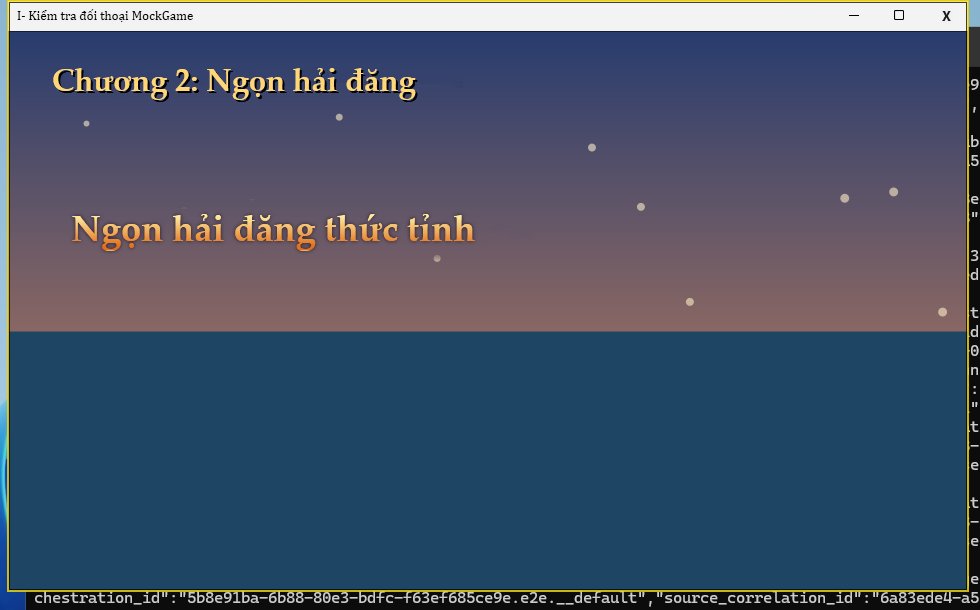 I- Kiểm tra đối thoại MockGame
Chương 2: Ngọn hải đăng
Ngọn hải đăng thức tỉnh
chestration_id":"5b8e91ba-6b88-80e3-bdfc-f63ef685ce9e.e2e.__default","source_correlation_id":"6a83ede4-a